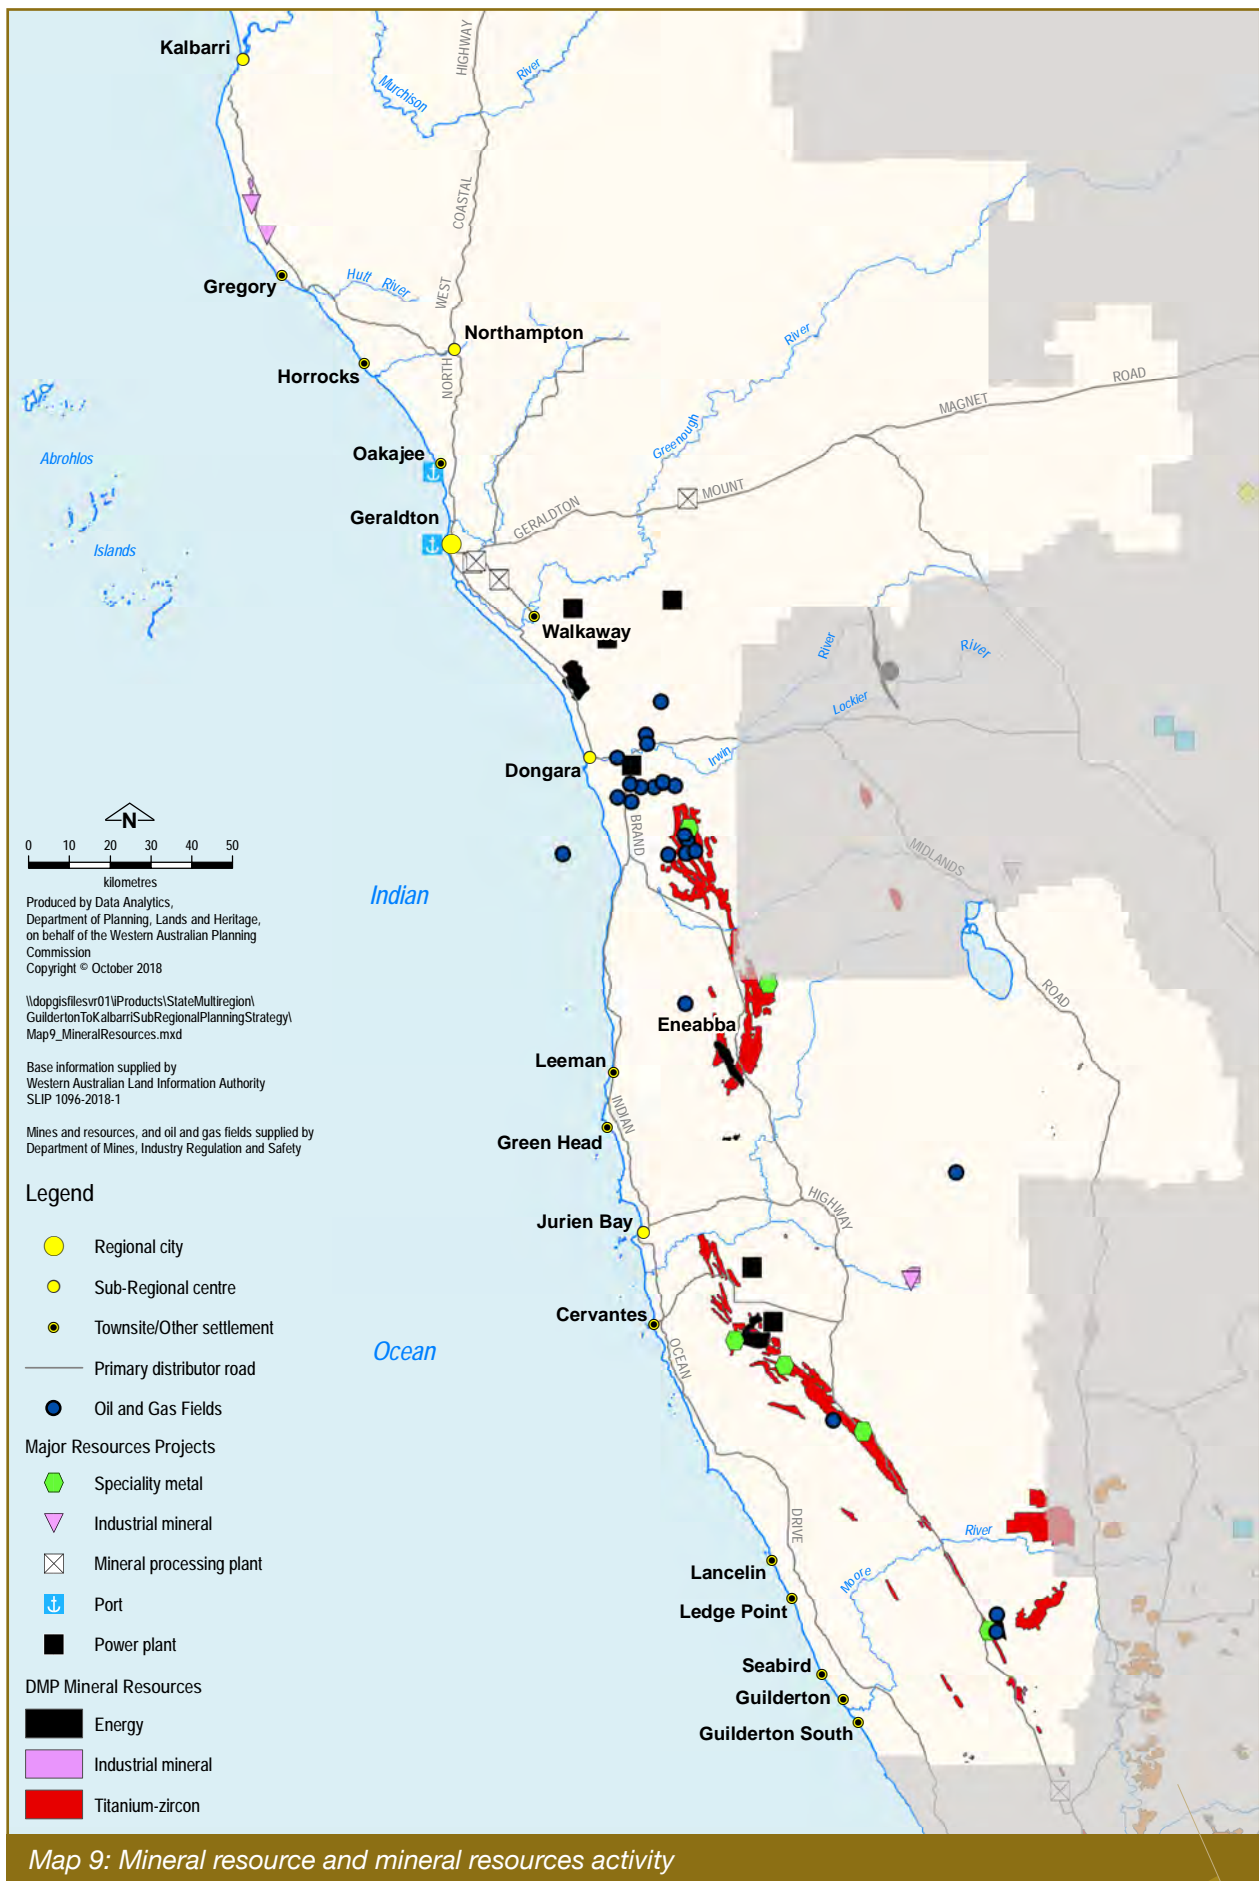 Kalbarri
HIGHWAY
Murchison
River
COASTAL
Gregory
Hutt River
WEST
Northampton
River
Horrocks
NORTH
ROAD
MAGNET
Greenough
Abrohlos
Oakajee
MOUNT
GERALDTON
Geraldton
Islands
Walkaway
River
River
Lockier
Irwin
Dongara
N
0 10 20 30 40 50
kilometres
BRAND
MIDLANDS
Indian
Produced by Data Analytics,
Department of Planning, Lands and Heritage,
on behalf of the Western Australian Planning
Commission
Copyright © October 2018
ROAD
\\dopgisfilesvr01\iProducts\StateMultiregion\
GuildertonToKalbarriSubRegionalPlanningStrategy\
Map9_MineralResources.mxd
Eneabba
Base information supplied by
Western Australian Land Information Authority
SLIP 1096-2018-1
Leeman
INDIAN
Mines and resources, and oil and gas fields supplied by
Department of Mines, Industry Regulation and Safety
Green Head
Legend
HIGHWAY
Jurien Bay
Regional city
Sub-Regional centre
Cervantes
Townsite/Other settlement
Ocean
OCEAN
Primary distributor road
Oil and Gas Fields
Major Resources Projects
Speciality metal
Industrial mineral
DRIVE
River
Mineral processing plant
Lancelin
Moore
Port
Ledge Point
Power plant
Seabird
DMP Mineral Resources
Guilderton
Energy
Guilderton South
Industrial mineral
Titanium-zircon
Map 9: Mineral resource and mineral resources activity